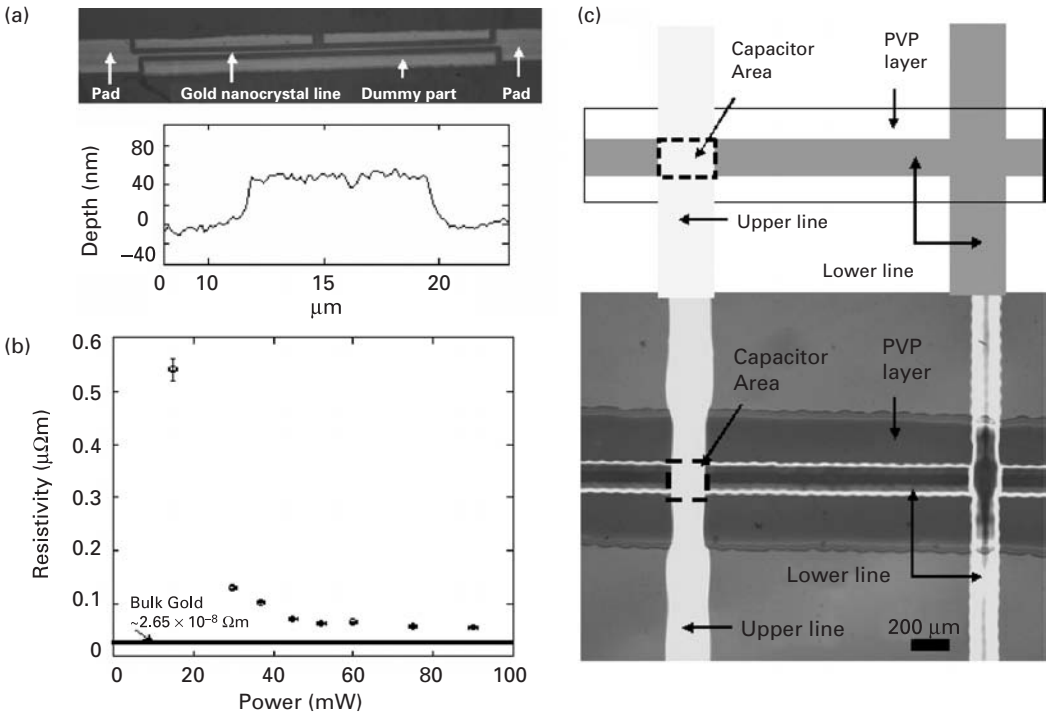 (a)
Pad
Gold nanocrystal line
Dummy part
Pad
Depth (nm)
80
40
0
−40
0
10
15
20
μm
(b)
Resistivity (μΩm)
0.6
0.5
0.4
0.3
0.2
0.1
0
Bulk Gold
~2.65 × 10⁻⁸ Ωm
0
20
40
60
80
100
Power (mW)
(c)
Capacitor
Area
PVP
layer
Upper line
Lower line
Capacitor
Area
PVP
layer
Lower line
Upper line
200 μm